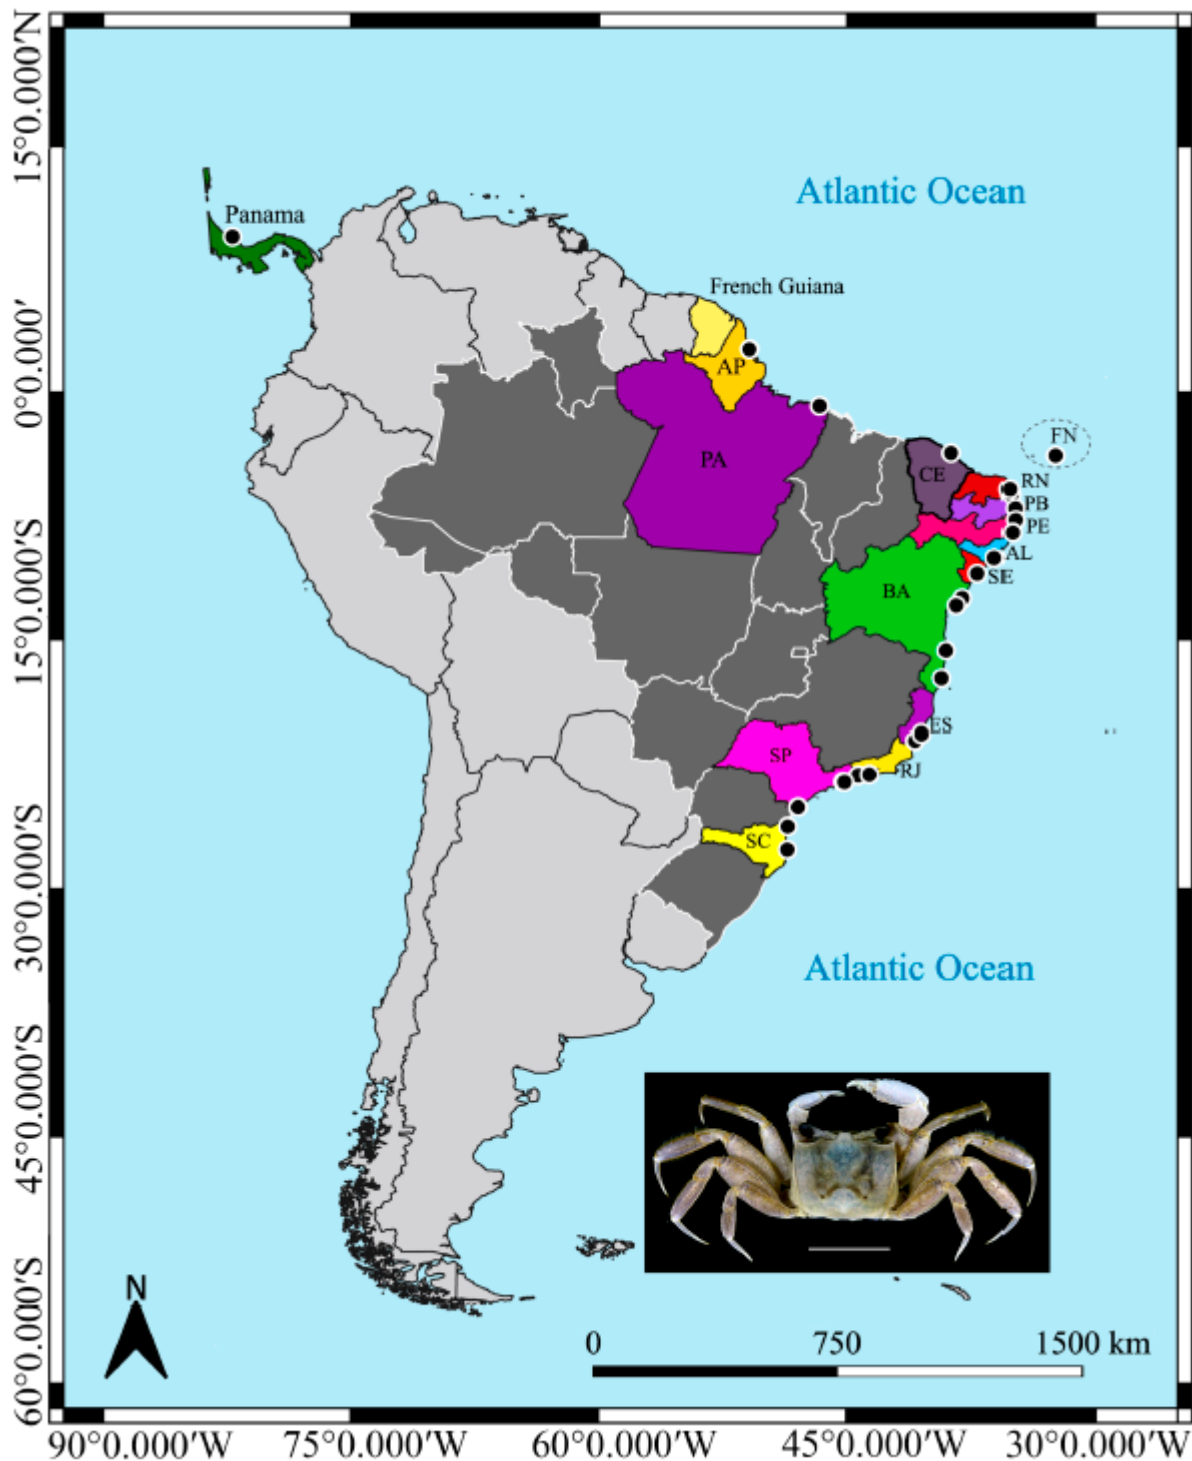 15°0.000'N
Atlantic Ocean
Panama
French Guiana
0°0.000'
AP
FN
PA
CE
RN
PB
PE
AL
SE
BA
15°0.000'S
ES
SP
RJ
SC
30°0.000'S
Atlantic Ocean
45°0.000'S
N
0 750 1500 km
60°0.000'S
90°0.000'W 75°0.000'W 60°0.000'W 45°0.000'W 30°0.000'W